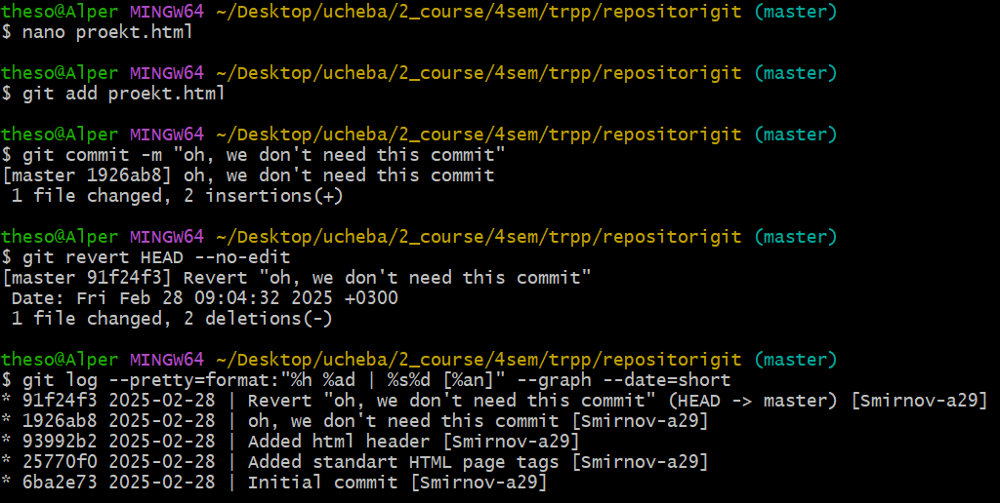 theso@Alper MINGW64 ~/Desktop/ucheba/2_course/4sem/trpp/repositorigit (master)
$ nano proekt.html
theso@Alper MINGW64 ~/Desktop/ucheba/2_course/4sem/trpp/repositorigit (master)
$ git add proekt.html
theso@Alper MINGW64 ~/Desktop/ucheba/2_course/4sem/trpp/repositorigit (master)
$ git commit -m "oh, we don't need this commit"
[master 1926ab8] oh, we don't need this commit
 1 file changed, 2 insertions(+)
theso@Alper MINGW64 ~/Desktop/ucheba/2_course/4sem/trpp/repositorigit (master)
$ git revert HEAD --no-edit
[master 91f24f3] Revert "oh, we don't need this commit"
 Date: Fri Feb 28 09:04:32 2025 +0300
 1 file changed, 2 deletions(-)
theso@Alper MINGW64 ~/Desktop/ucheba/2_course/4sem/trpp/repositorigit (master)
$ git log --pretty=format:"%h %ad | %s%d [%an]" --graph --date=short
* 91f24f3 2025-02-28 | Revert "oh, we don't need this commit" (HEAD -> master) [Smirnov-a29]
* 1926ab8 2025-02-28 | oh, we don't need this commit [Smirnov-a29]
* 93992b2 2025-02-28 | Added html header [Smirnov-a29]
* 25770f0 2025-02-28 | Added standart HTML page tags [Smirnov-a29]
* 6ba2e73 2025-02-28 | Initial commit [Smirnov-a29]